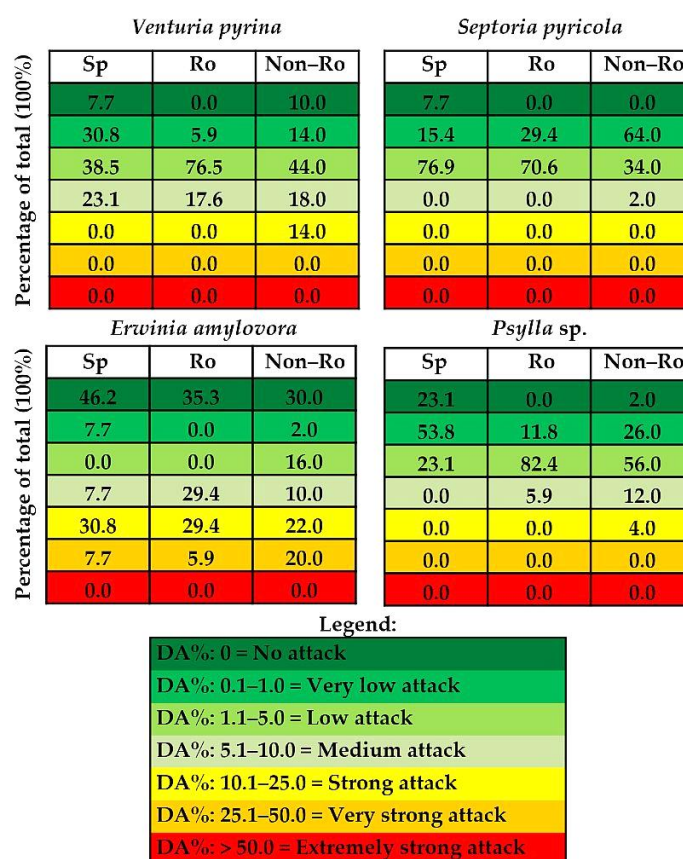 Venturia pyrina Septoria pyricola
Percentage of total (100%)
Sp Ro Non–Ro
7.7 0.0 10.0
30.8 5.9 14.0
38.5 76.5 44.0
23.1 17.6 18.0
0.0 0.0 14.0
0.0 0.0 0.0
0.0 0.0 0.0
Sp Ro Non–Ro
7.7 0.0 0.0
15.4 29.4 64.0
76.9 70.6 34.0
0.0 0.0 2.0
0.0 0.0 0.0
0.0 0.0 0.0
0.0 0.0 0.0
Erwinia amylovora Psylla sp.
Percentage of total (100%)
Sp Ro Non–Ro
46.2 35.3 30.0
7.7 0.0 2.0
0.0 0.0 16.0
7.7 29.4 10.0
30.8 29.4 22.0
7.7 5.9 20.0
0.0 0.0 0.0
Sp Ro Non–Ro
23.1 0.0 2.0
53.8 11.8 26.0
23.1 82.4 56.0
0.0 5.9 12.0
0.0 0.0 4.0
0.0 0.0 0.0
0.0 0.0 0.0
Legend:
DA%: 0 = No attack
DA%: 0.1–1.0 = Very low attack
DA%: 1.1–5.0 = Low attack
DA%: 5.1–10.0 = Medium attack
DA%: 10.1–25.0 = Strong attack
DA%: 25.1–50.0 = Very strong attack
DA%: > 50.0 = Extremely strong attack